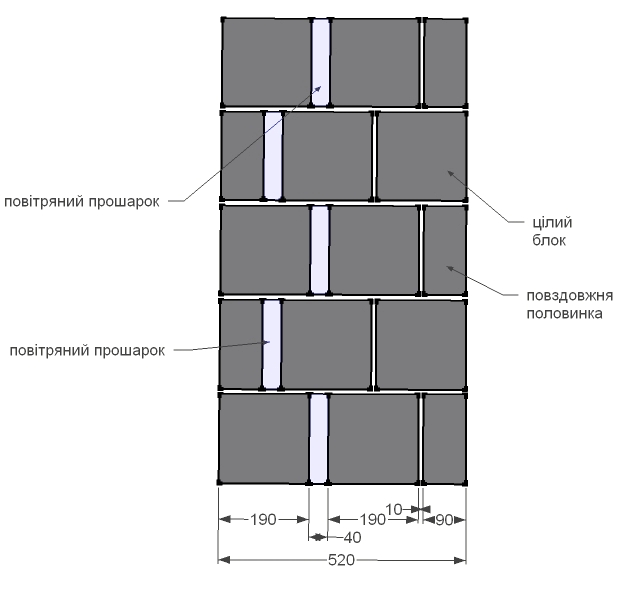 повітряний прошарок
цілий
блок
повздовжня
половинка
повітряний прошарок
10
190
190
90
40
520